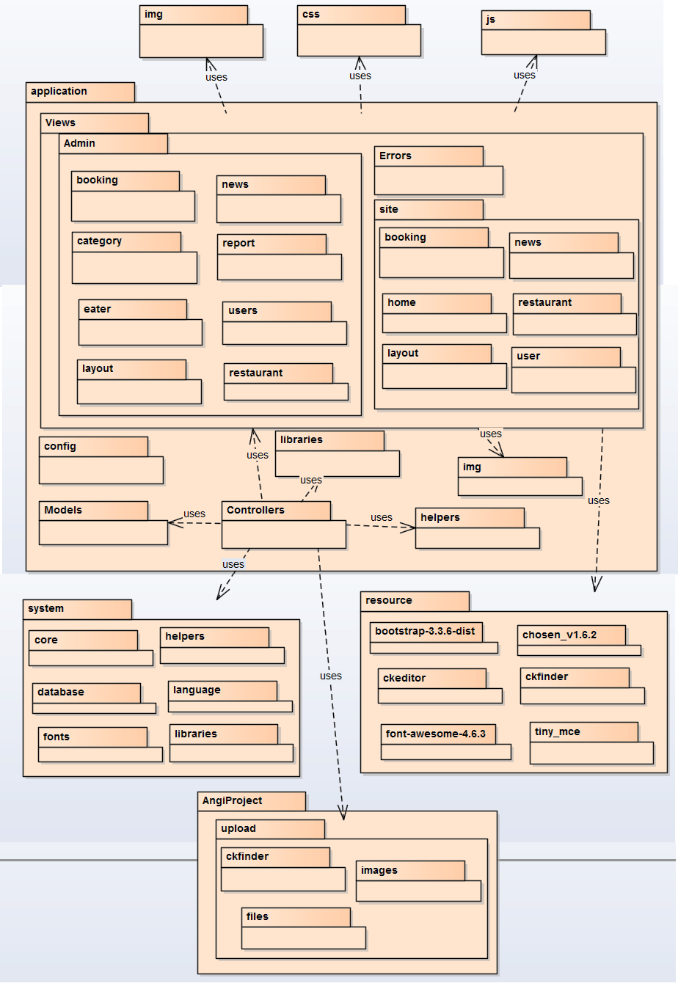 img
css
js
uses
uses
uses
application
Views
Admin
booking
news
category
report
eater
users
layout
restaurant
Errors
site
booking
news
home
restaurant
layout
user
config
uses
libraries
uses
uses
img
Models
uses
Controllers
uses
helpers
uses
uses
system
core
helpers
database
language
fonts
libraries
uses
resource
bootstrap-3.3.6-dist
chosen_v1.6.2
ckeditor
ckfinder
font-awesome-4.6.3
tiny_mce
AngiProject
upload
ckfinder
images
files